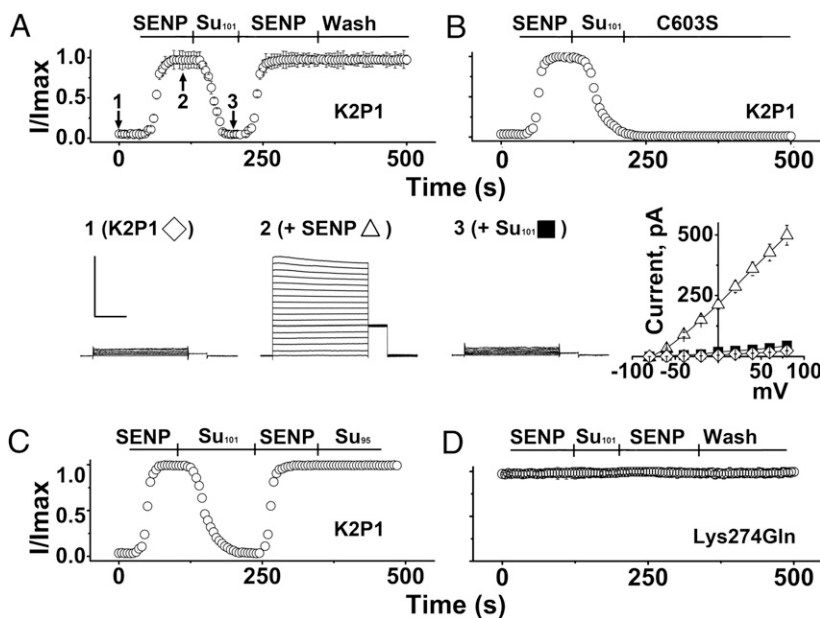 A
SENP Su₁₀₁ SENP Wash
I/Imax
1.0
0.5
0.0
1
2
3
K2P1
0 250 500
B
SENP Su₁₀₁ C603S
K2P1
0 250 500
Time (s)
1 (K2P1 ◇)
2 (+ SENP △)
3 (+ Su₁₀₁ ■)
Current, pA
500
250
-100 -50 0 50 100
mV
C
SENP Su₁₀₁ SENP Su₉₅
I/Imax
1.0
0.5
0.0
K2P1
0 250 500
D
SENP Su₁₀₁ SENP Wash
Lys274Gln
0 250 500
Time (s)